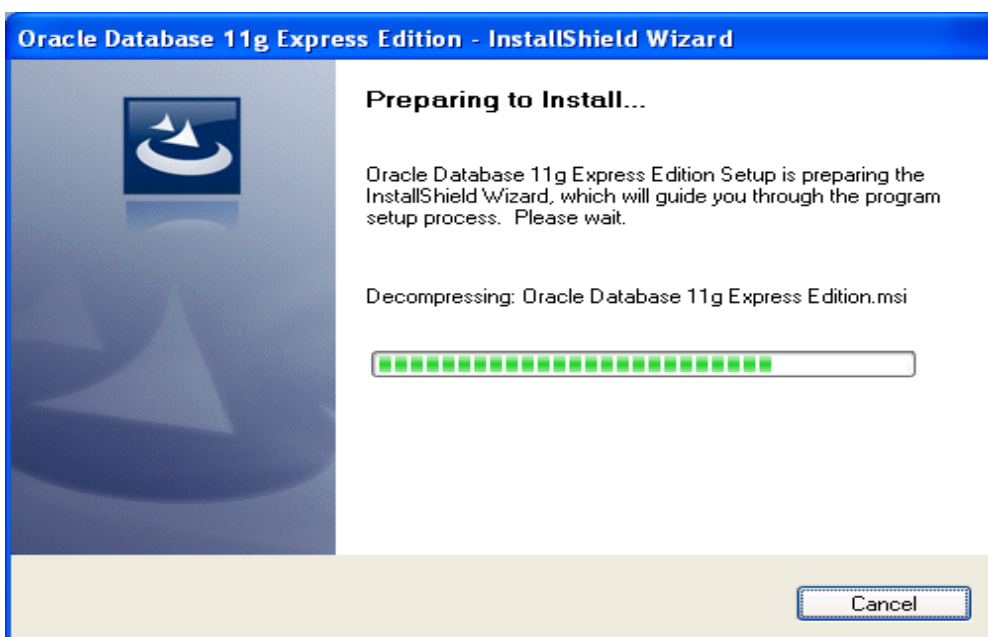 Oracle Database 11g Express Edition - InstallShield Wizard
Preparing to Install...
Oracle Database 11g Express Edition Setup is preparing the
InstallShield Wizard, which will guide you through the program
setup process.  Please wait.
Decompressing: Oracle Database 11g Express Edition.msi
Cancel